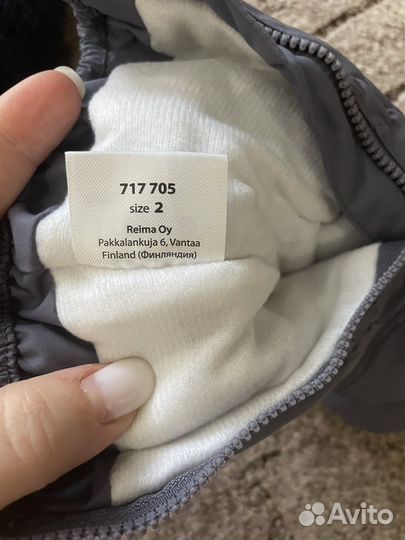 717 705
size 2
Reima Oy
Pakkalankuja 6, Vantaa
Finland (Финляндия)
Avito